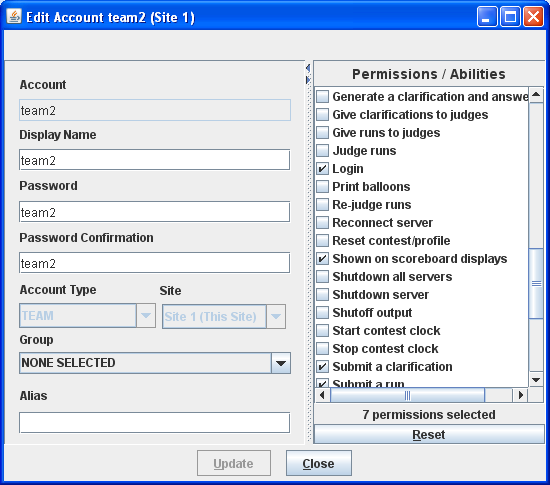 Edit Account team2 (Site 1)
Account
team2
Display Name
team2
Password
team2
Password Confirmation
team2
Account Type
Site
TEAM
Site 1 (This Site)
Group
NONE SELECTED
Alias
Permissions / Abilities
Generate a clarification and answe
Give clarifications to judges
Give runs to judges
Judge runs
Login
Print balloons
Re-judge runs
Reconnect server
Reset contest/profile
Shown on scoreboard displays
Shutdown all servers
Shutdown server
Shutoff output
Start contest clock
Stop contest clock
Submit a clarification
Submit a run
7 permissions selected
Reset
Update
Close